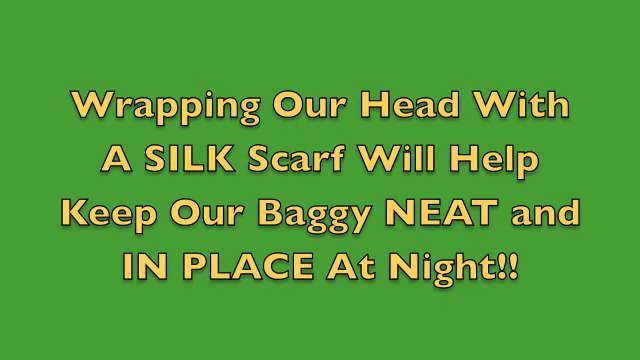 Wrapping Our Head With
A SILK Scarf Will Help
Keep Our Baggy NEAT and
IN PLACE At Night!!